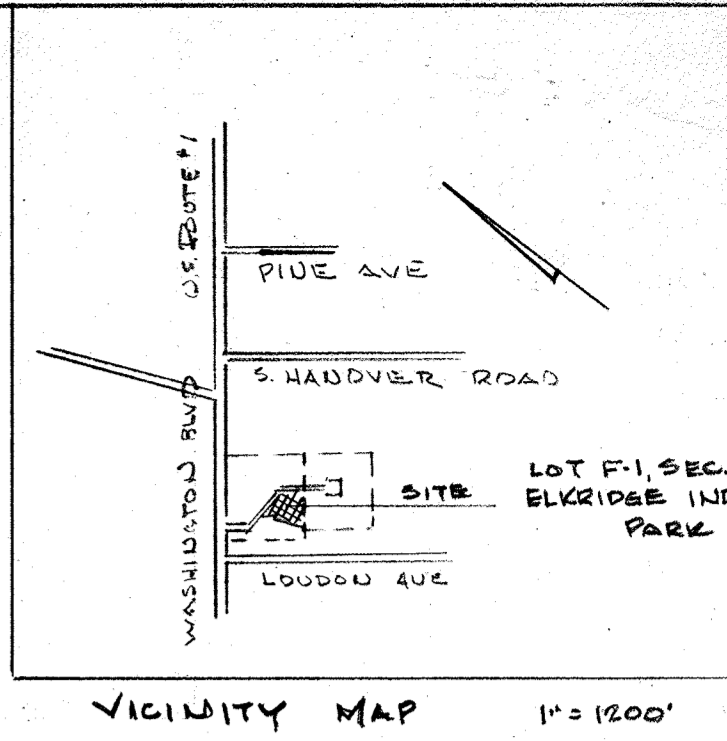 U.S. ROUTE #1
PINE AVE
S. HANOVER ROAD
WASHINGTON BLVD
SITE
LOT F-1, SEC.
ELKRIDGE IND
PARK
LOUDON AVE
VICINITY MAP 1" = 1200'